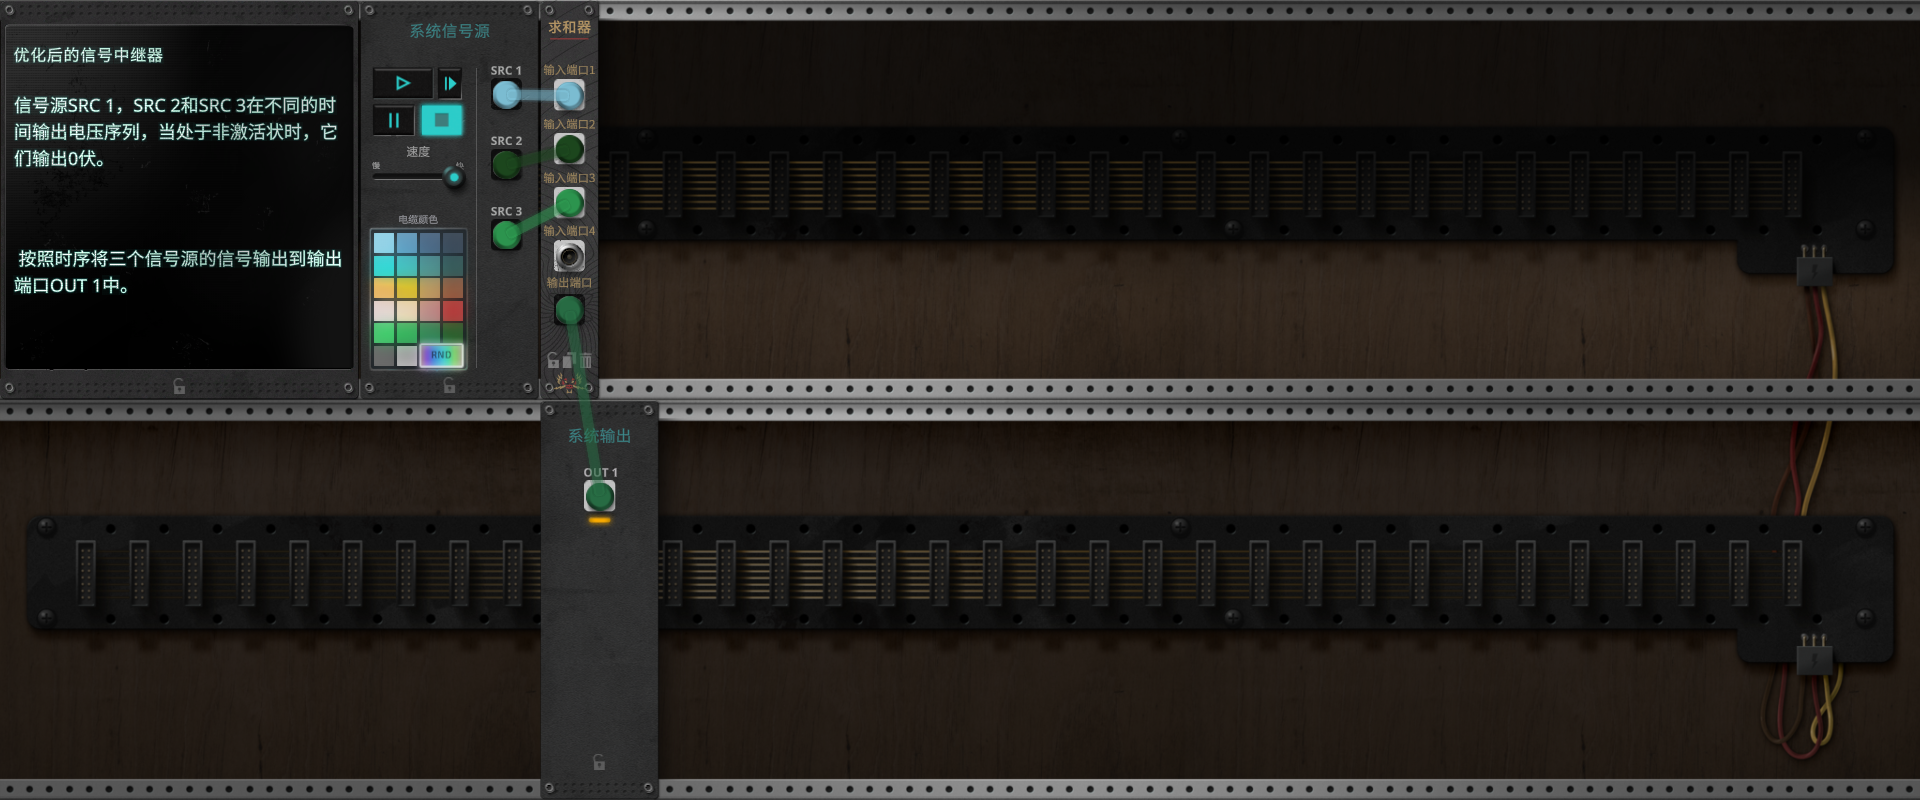 优化后的信号中继器
信号源SRC 1，SRC 2和SRC 3在不同的时
间输出电压序列，当处于非激活状时，它
们输出0伏。
按照时序将三个信号源的信号输出到输出
端口OUT 1中。
系统信号源
速度
慢
快
电缆颜色
RND
SRC 1
SRC 2
SRC 3
求和器
输入端口1
输入端口2
输入端口3
输入端口4
输出端口
系统输出
OUT 1